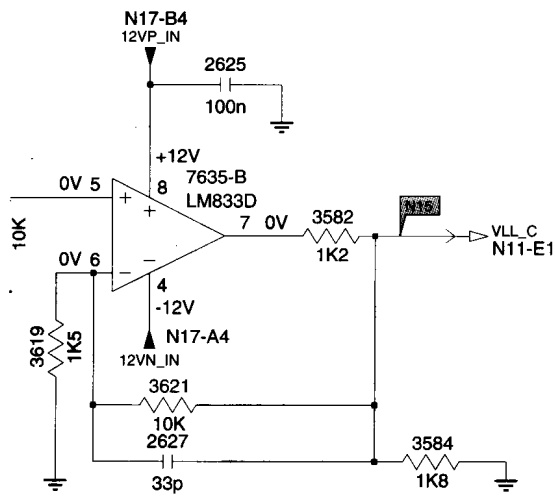 N17-B4
12VP_IN
2625
100n
+12V
7635-B
LM833D
0V 5
8
+
+
10K
7 0V
3582
1K2
N15
VLL_C
N11-E1
0V 6
−
−
4
-12V
N17-A4
12VN_IN
3619
1K5
3621
10K
2627
33p
3584
1K8